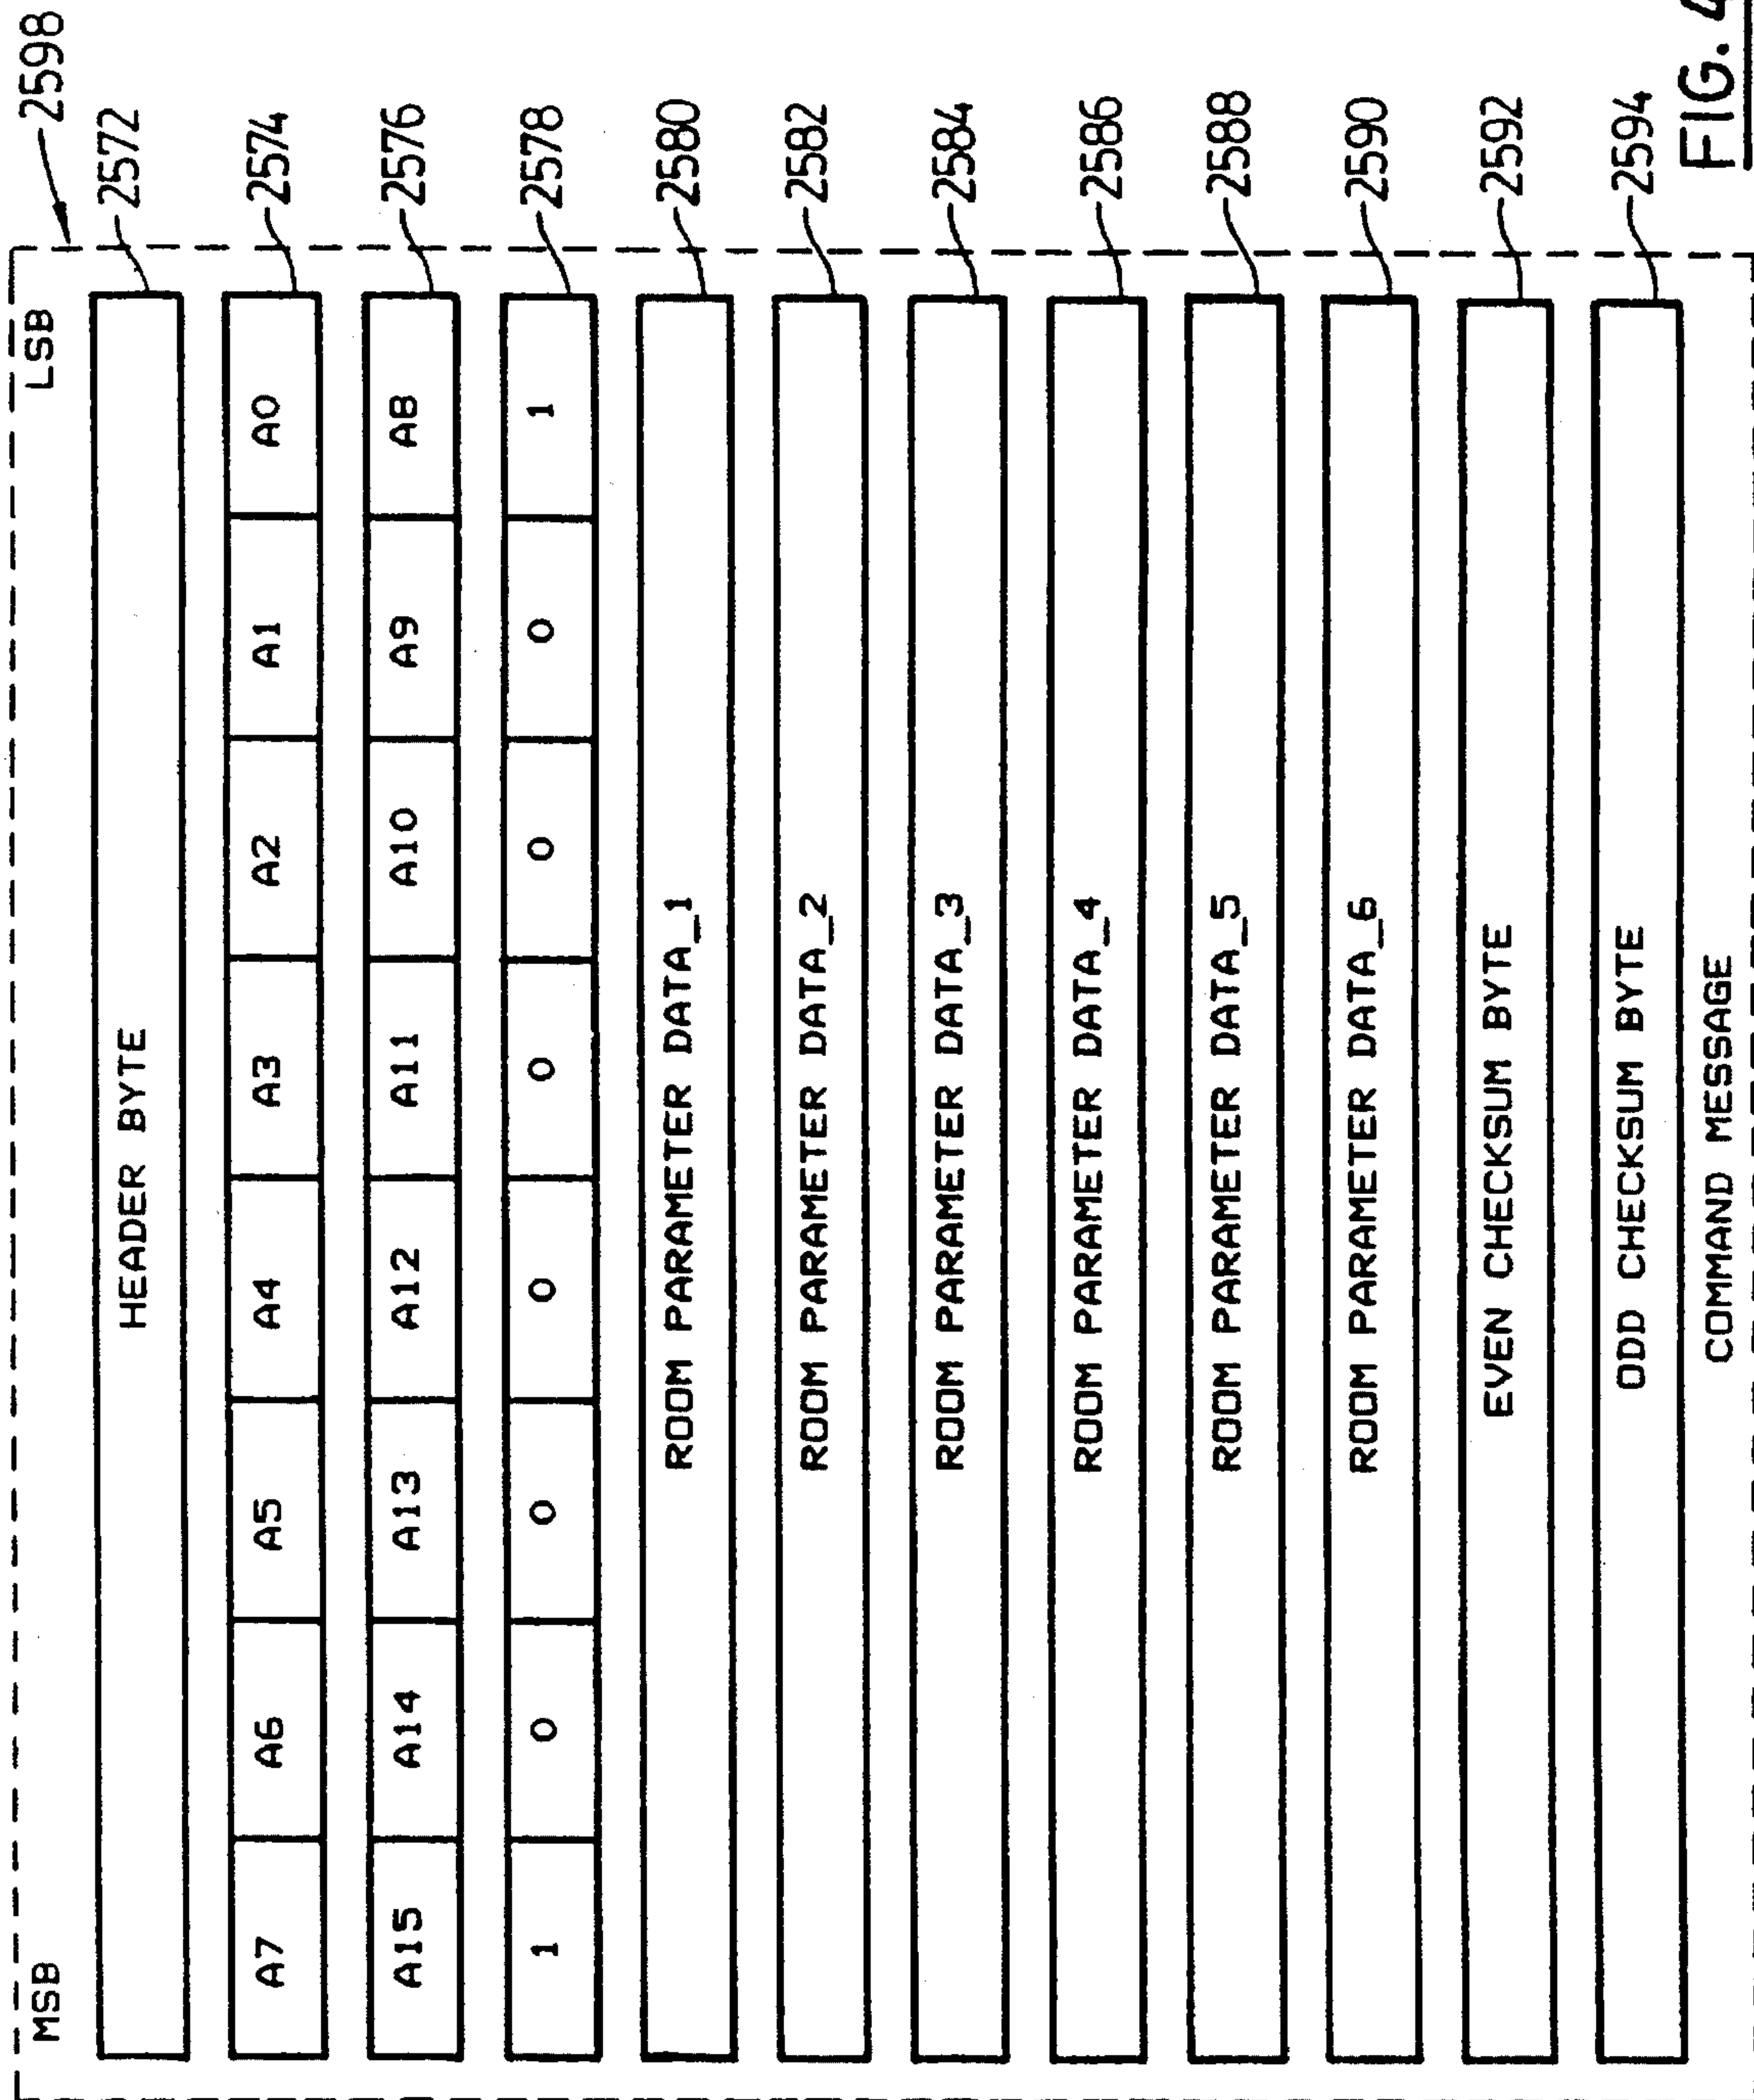 2598
MSB LSB
HEADER BYTE 2572
A7 A6 A5 A4 A3 A2 A1 A0 2574
A15 A14 A13 A12 A11 A10 A9 A8 2576
1 0 0 0 0 0 0 1 2578
ROOM PARAMETER DATA_1 2580
ROOM PARAMETER DATA_2 2582
ROOM PARAMETER DATA_3 2584
ROOM PARAMETER DATA_4 2586
ROOM PARAMETER DATA_5 2588
ROOM PARAMETER DATA_6 2590
EVEN CHECKSUM BYTE 2592
ODD CHECKSUM BYTE 2594
COMMAND MESSAGE
FIG. 4